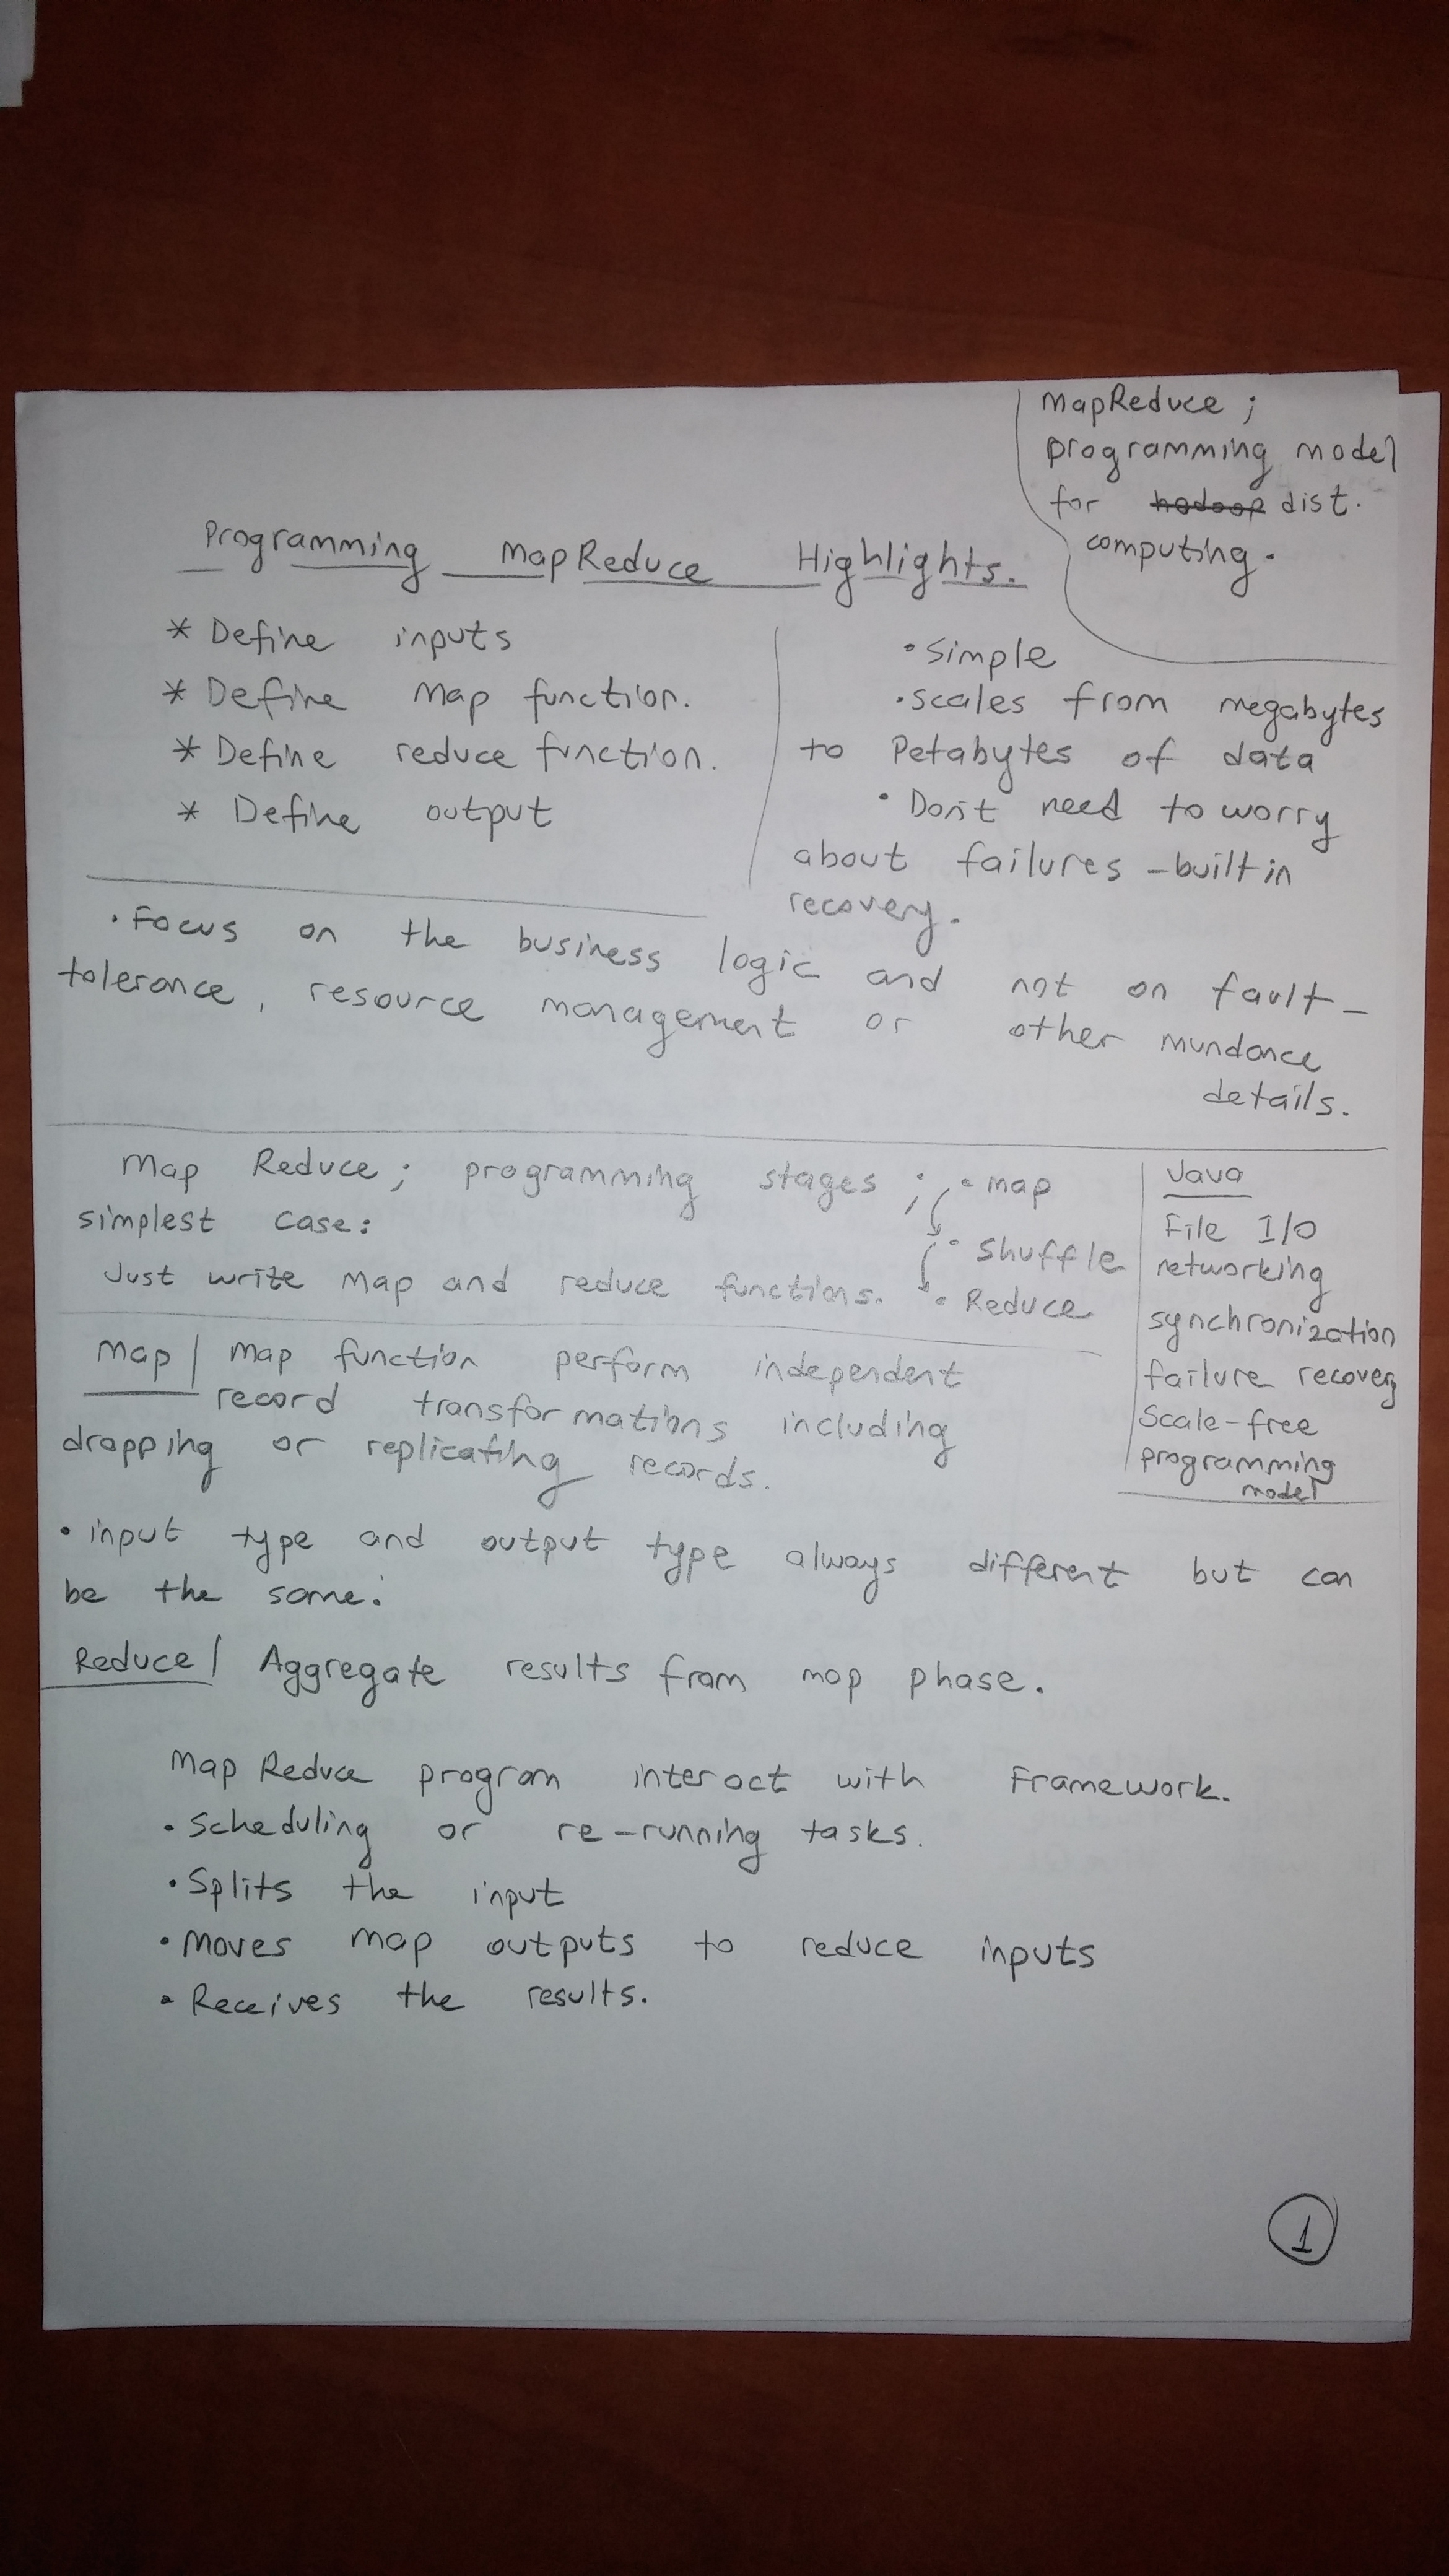 MapReduce ;
programming model
for hadoop dist.
computing.
Programming MapReduce Highlights.
* Define inputs
* Define Map function.
* Define reduce function.
* Define output
• Simple
• scales from megabytes
to Petabytes of data
• Don't need to worry
about failures - built in
recovery.
• Focus on the business logic and not on fault-
tolerance, resource management or other mundance
details.
Map Reduce ; programming stages ; • map
simplest case:
• Shuffle
Just write Map and reduce functions. • Reduce
Java
File I/O
networking
synchronization
failure recovery
Scale-free
programming
model
Map | Map function perform independent
record transformations including
dropping or replicating records.
• input type and output type always different but can
be the same.
Reduce | Aggregate results from map phase.
Map Reduce program interact with Framework.
• Scheduling or re-running tasks.
• Splits the input
• Moves map outputs to reduce inputs
• Receives the results.
1